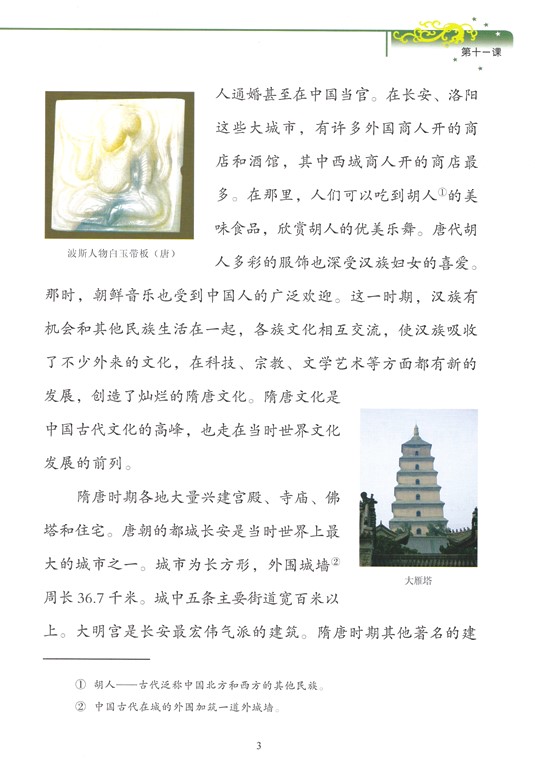 第十一课
人通婚甚至在中国当官。在长安、洛阳
这些大城市，有许多外国商人开的商
店和酒馆，其中西域商人开的商店最
多。在那里，人们可以吃到胡人①的美
味食品，欣赏胡人的优美乐舞。唐代胡
人多彩的服饰也深受汉族妇女的喜爱。
波斯人物白玉带板（唐）
那时，朝鲜音乐也受到中国人的广泛欢迎。这一时期，汉族有
机会和其他民族生活在一起，各族文化相互交流，使汉族吸收
了不少外来的文化，在科技、宗教、文学艺术等方面都有新的
发展，创造了灿烂的隋唐文化。隋唐文化是
中国古代文化的高峰，也走在当时世界文化
发展的前列。
隋唐时期各地大量兴建宫殿、寺庙、佛
塔和住宅。唐朝的都城长安是当时世界上最
大的城市之一。城市为长方形，外围城墙②
周长36.7千米。城中五条主要街道宽百米以
大雁塔
上。大明宫是长安最宏伟气派的建筑。隋唐时期其他著名的建
① 胡人——古代泛称中国北方和西方的其他民族。
② 中国古代在城的外围加筑一道外城墙。
3